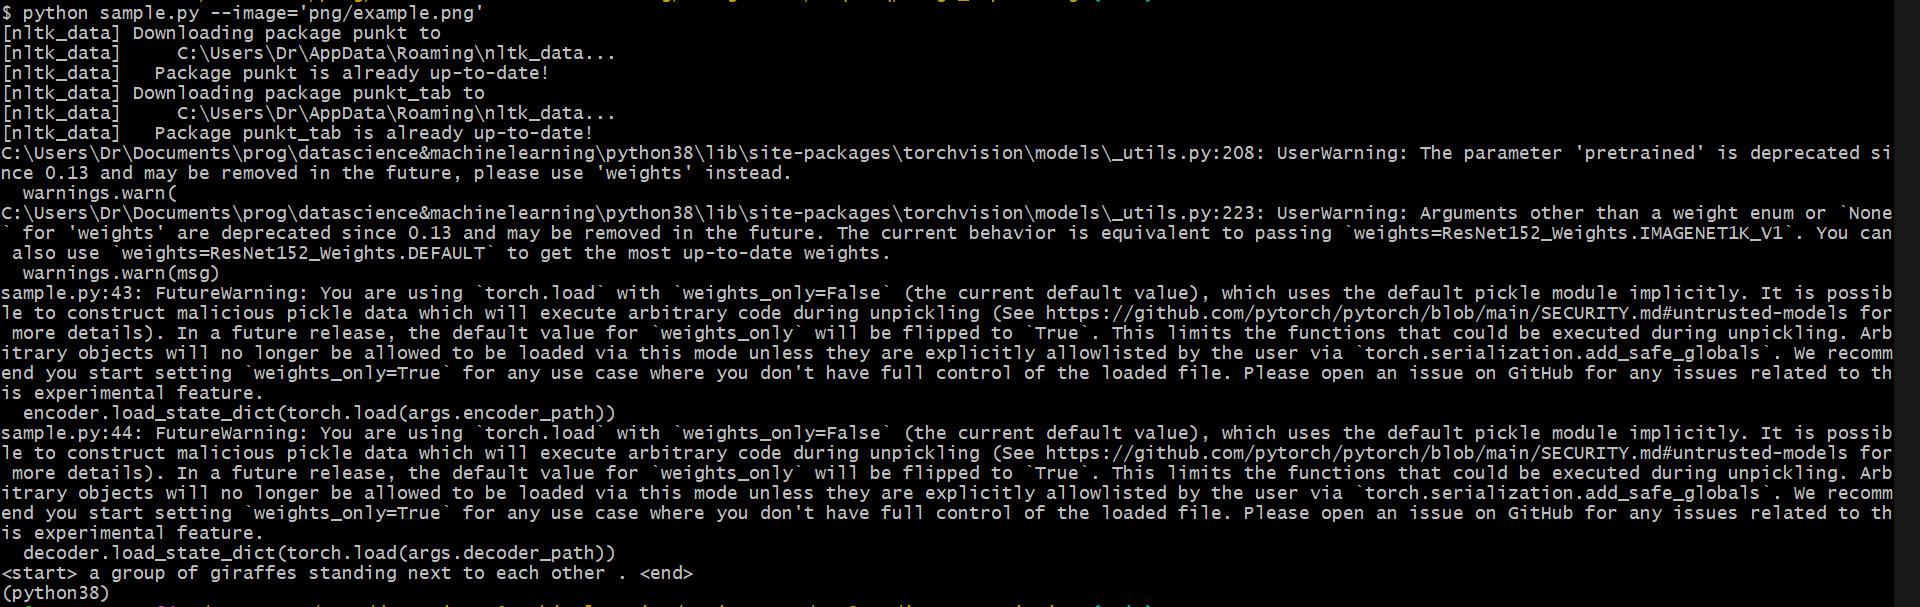 $ python sample.py --image='png/example.png'
[nltk_data] Downloading package punkt to
[nltk_data]     C:\Users\Dr\AppData\Roaming\nltk_data...
[nltk_data]   Package punkt is already up-to-date!
[nltk_data] Downloading package punkt_tab to
[nltk_data]     C:\Users\Dr\AppData\Roaming\nltk_data...
[nltk_data]   Package punkt_tab is already up-to-date!
C:\Users\Dr\Documents\prog\datascience&machinelearning\python38\lib\site-packages\torchvision\models\_utils.py:208: UserWarning: The parameter 'pretrained' is deprecated si
nce 0.13 and may be removed in the future, please use 'weights' instead.
  warnings.warn(
C:\Users\Dr\Documents\prog\datascience&machinelearning\python38\lib\site-packages\torchvision\models\_utils.py:223: UserWarning: Arguments other than a weight enum or `None
` for 'weights' are deprecated since 0.13 and may be removed in the future. The current behavior is equivalent to passing `weights=ResNet152_Weights.IMAGENET1K_V1`. You can
 also use `weights=ResNet152_Weights.DEFAULT` to get the most up-to-date weights.
  warnings.warn(msg)
sample.py:43: FutureWarning: You are using `torch.load` with `weights_only=False` (the current default value), which uses the default pickle module implicitly. It is possib
le to construct malicious pickle data which will execute arbitrary code during unpickling (See https://github.com/pytorch/pytorch/blob/main/SECURITY.md#untrusted-models for
 more details). In a future release, the default value for `weights_only` will be flipped to `True`. This limits the functions that could be executed during unpickling. Arb
itrary objects will no longer be allowed to be loaded via this mode unless they are explicitly allowlisted by the user via `torch.serialization.add_safe_globals`. We recomm
end you start setting `weights_only=True` for any use case where you don't have full control of the loaded file. Please open an issue on GitHub for any issues related to th
is experimental feature.
  encoder.load_state_dict(torch.load(args.encoder_path))
sample.py:44: FutureWarning: You are using `torch.load` with `weights_only=False` (the current default value), which uses the default pickle module implicitly. It is possib
le to construct malicious pickle data which will execute arbitrary code during unpickling (See https://github.com/pytorch/pytorch/blob/main/SECURITY.md#untrusted-models for
 more details). In a future release, the default value for `weights_only` will be flipped to `True`. This limits the functions that could be executed during unpickling. Arb
itrary objects will no longer be allowed to be loaded via this mode unless they are explicitly allowlisted by the user via `torch.serialization.add_safe_globals`. We recomm
end you start setting `weights_only=True` for any use case where you don't have full control of the loaded file. Please open an issue on GitHub for any issues related to th
is experimental feature.
  decoder.load_state_dict(torch.load(args.decoder_path))
<start> a group of giraffes standing next to each other . <end>
(python38)